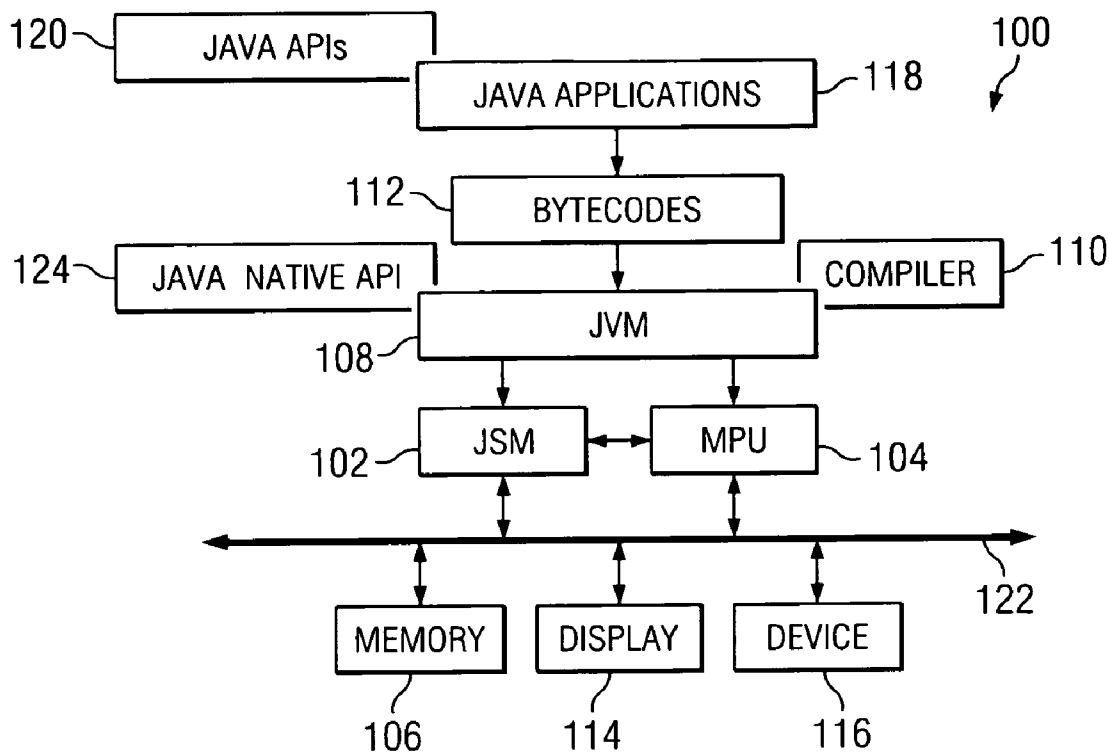 120
JAVA APIs
100
JAVA APPLICATIONS
118
112
BYTECODES
124
JAVA NATIVE API
COMPILER
110
JVM
108
102
JSM
MPU
104
122
MEMORY
DISPLAY
DEVICE
106
114
116